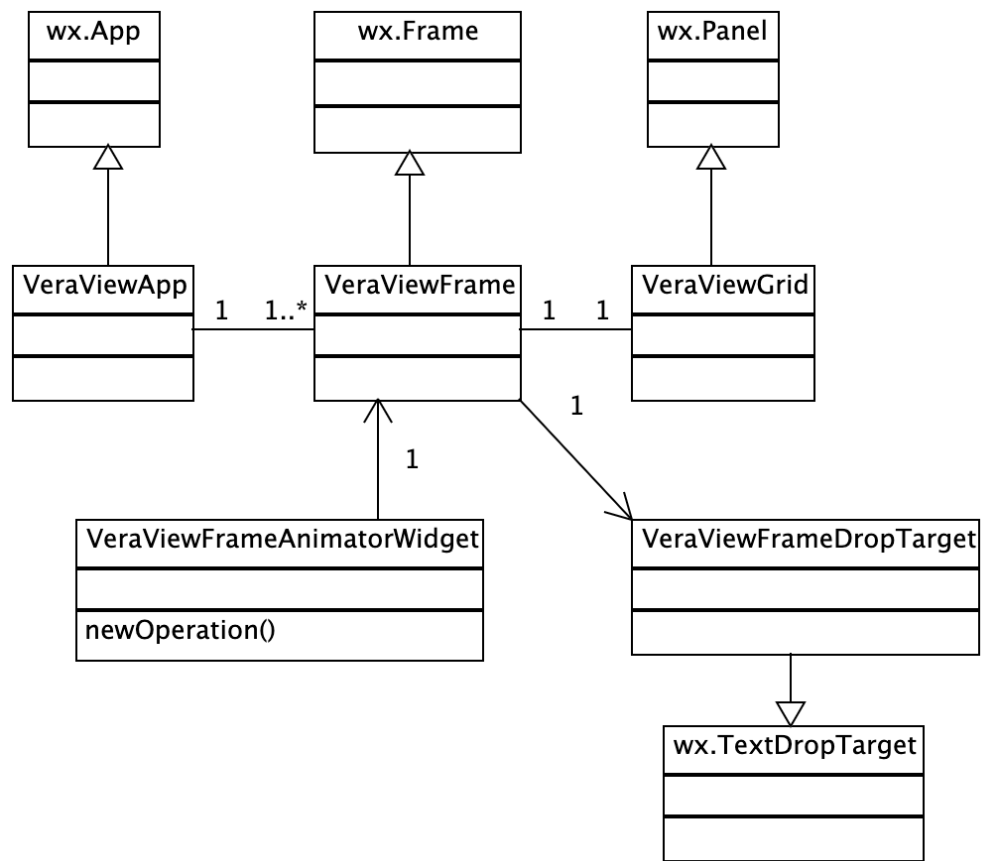 wx.App
wx.Frame
wx.Panel
VeraViewApp
VeraViewFrame
VeraViewGrid
1
1..*
1
1
1
1
VeraViewFrameAnimatorWidget
newOperation()
VeraViewFrameDropTarget
wx.TextDropTarget